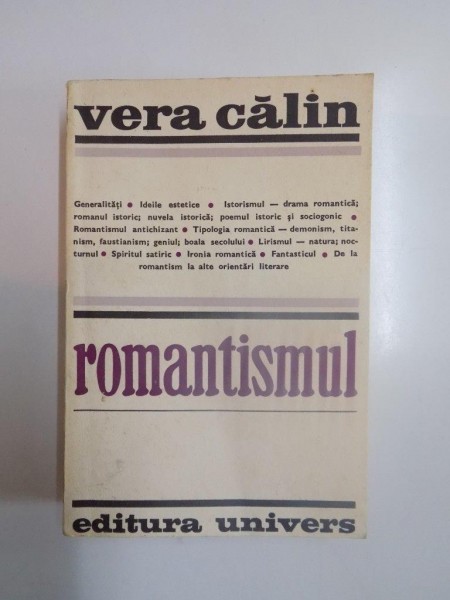 vera călin
Generalități • Ideile estetice • Istorismul — drama romantică;
romanul istoric; nuvela istorică; poemul istoric și sociogonic •
Romantismul antichizant • Tipologia romantică — demonism, tita-
nism, faustianism; geniul; boala secolului • Lirismul — natura; noc-
turnul • Spiritul satiric • Ironia romantică • Fantasticul • De la
romantism la alte orientări literare
romantismul
editura univers